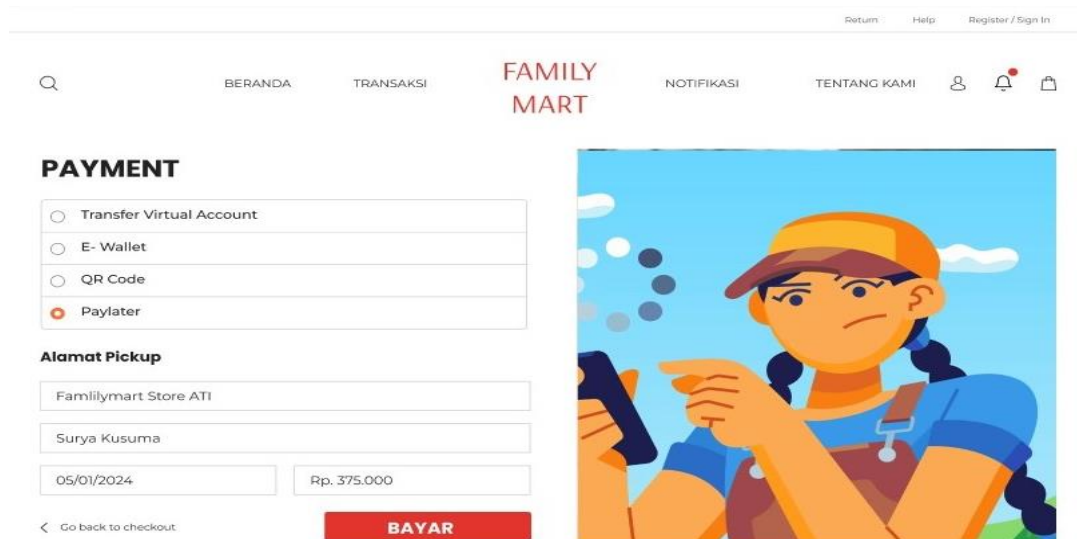 Return Help Register / Sign In
BERANDA TRANSAKSI FAMILY MART NOTIFIKASI TENTANG KAMI
PAYMENT
Transfer Virtual Account
E- Wallet
QR Code
Paylater
Alamat Pickup
Famlilymart Store ATI
Surya Kusuma
05/01/2024 Rp. 375.000
Go back to checkout BAYAR